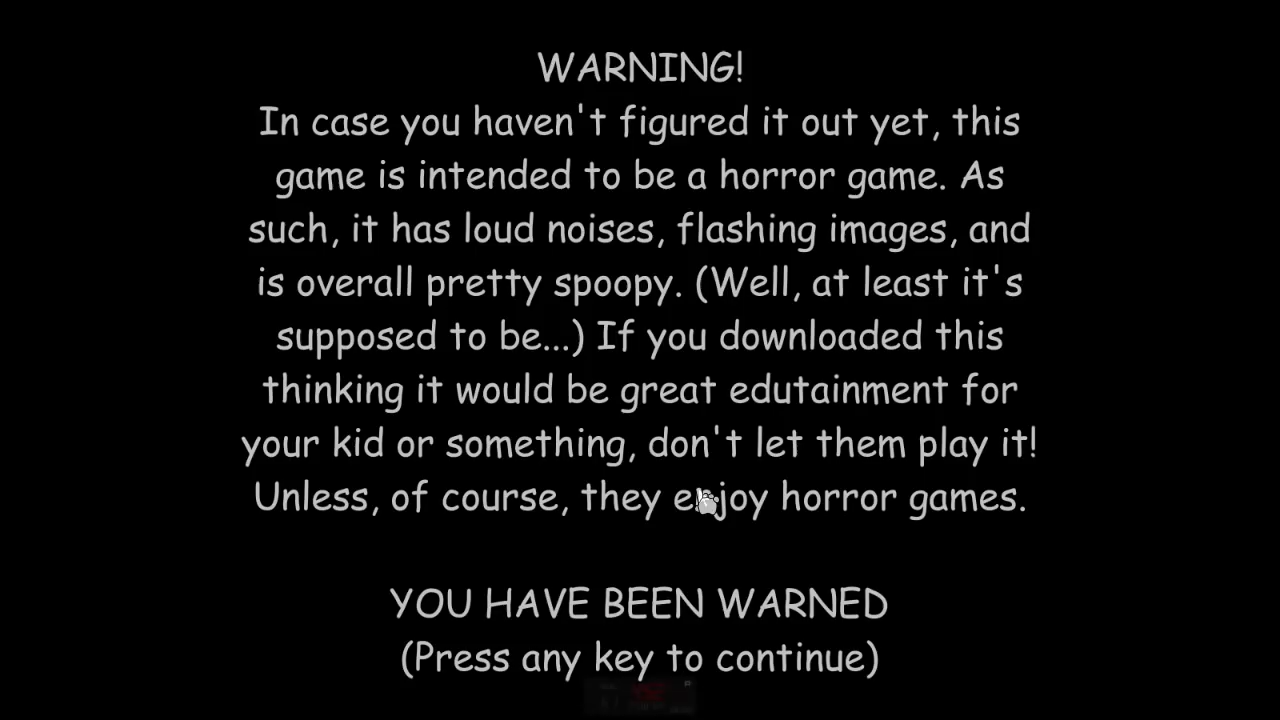 WARNING!
In case you haven't figured it out yet, this
game is intended to be a horror game. As
such, it has loud noises, flashing images, and
is overall pretty spoopy. (Well, at least it's
supposed to be...) If you downloaded this
thinking it would be great edutainment for
your kid or something, don't let them play it!
Unless, of course, they enjoy horror games.
YOU HAVE BEEN WARNED
(Press any key to continue)